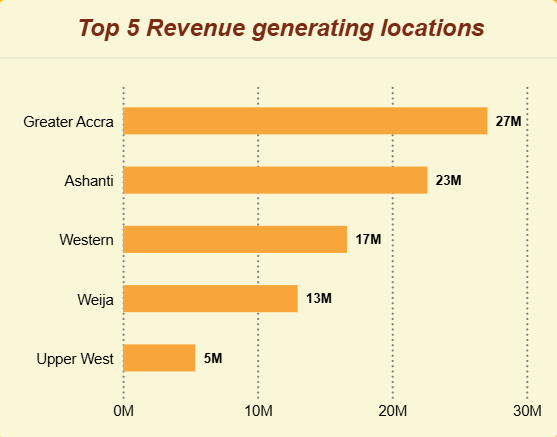 Top 5 Revenue generating locations
Greater Accra 27M
Ashanti 23M
Western 17M
Weija 13M
Upper West 5M
0M 10M 20M 30M